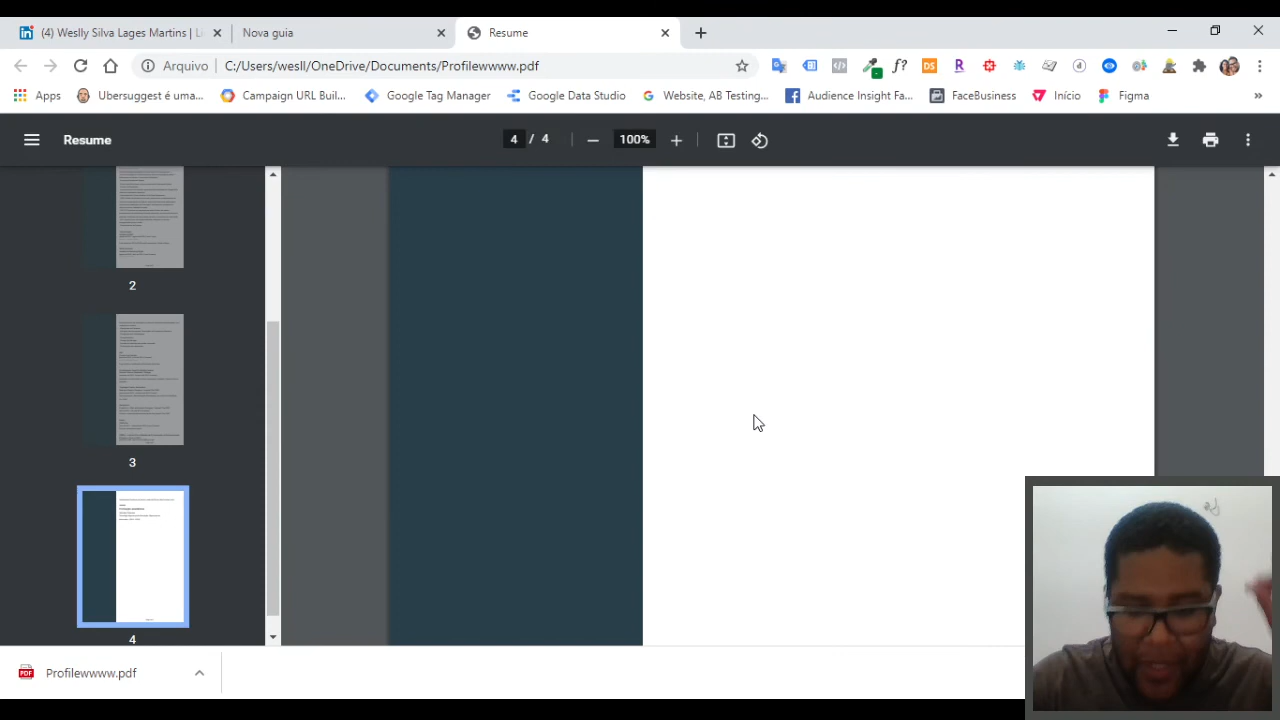 (4) Weslly Silva Lages Martins | Li
Nova guia
Resume
Arquivo
C:/Users/wesll/OneDrive/Documents/Profilewwww.pdf
Apps
Ubersuggest é uma...
Campaign URL Buil...
Google Tag Manager
Google Data Studio
Website, AB Testing...
Audience Insight Fa...
FaceBusiness
Início
Figma
»
Resume
4 / 4
100%
2
3
4
Profilewwww.pdf